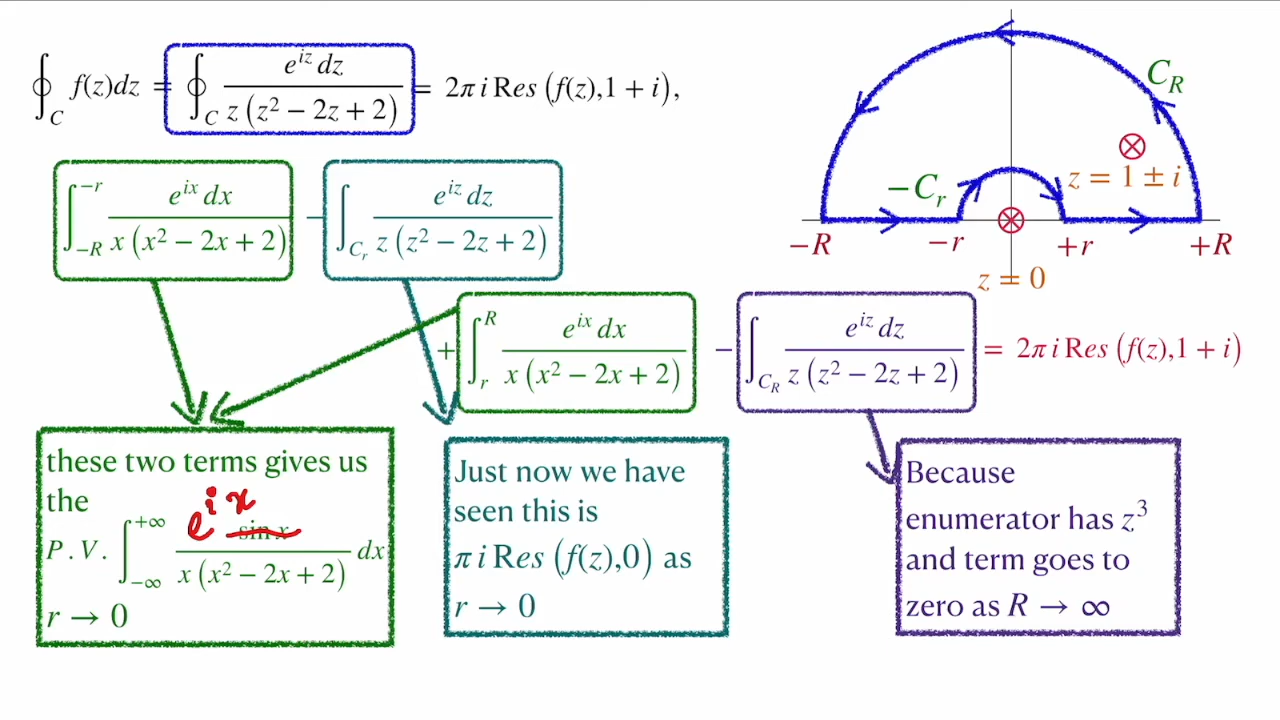 ∮_C f(z)dz = ∮_C e^{iz} dz / z (z² − 2z + 2) = 2π i Res (f(z),1 + i),
C_R
z = 1 ± i
−C_r
−R −r +r +R
z = 0
∫_{−R}^{−r} e^{ix} dx / x (x² − 2x + 2) − ∫_{C_r} e^{iz} dz / z (z² − 2z + 2)
+ ∫_r^R e^{ix} dx / x (x² − 2x + 2) − ∫_{C_R} e^{iz} dz / z (z² − 2z + 2) = 2π i Res (f(z),1 + i)
these two terms gives us
the
P.V. ∫_{−∞}^{+∞} e^{ix} sin x / x (x² − 2x + 2) dx
r → 0
Just now we have
seen this is
π i Res (f(z),0) as
r → 0
Because
enumerator has z³
and term goes to
zero as R → ∞